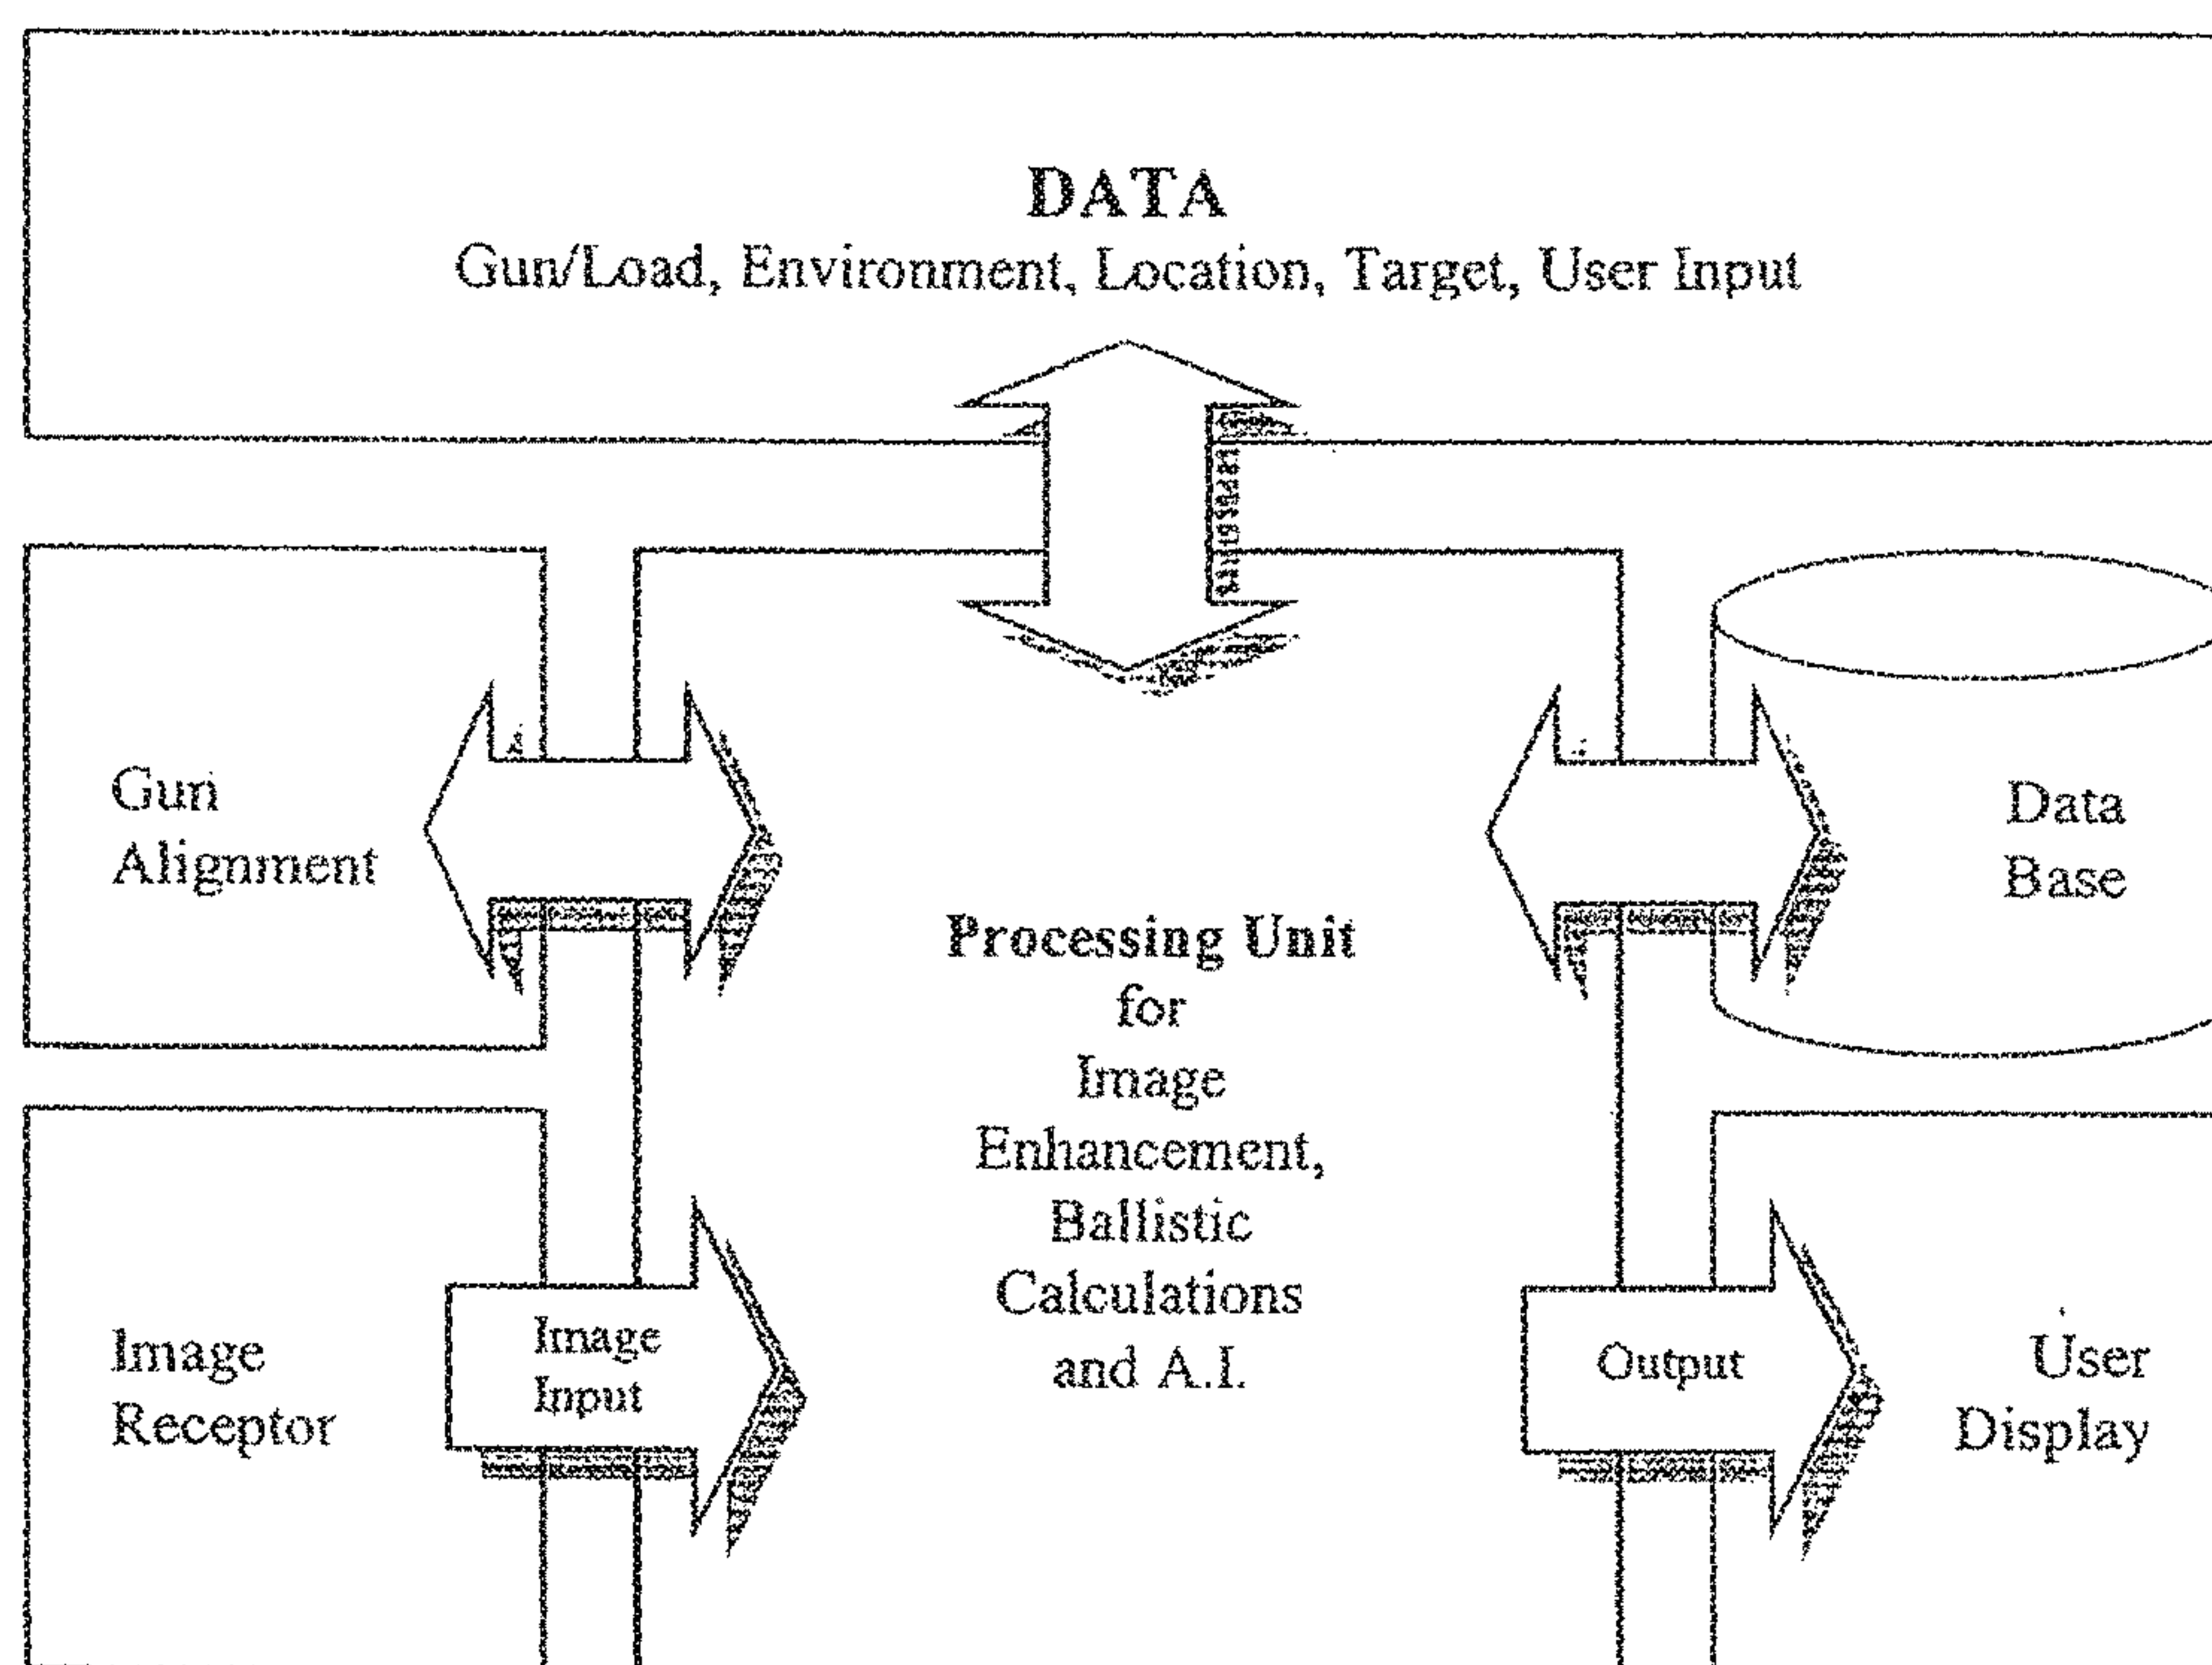 DATA
Gun/Load, Environment, Location, Target, User Input
Gun
Alignment
Data
Base
Processing Unit
for
Image
Enhancement,
Ballistic
Calculations
and A.I.
Image
Receptor
Image
Input
Output
User
Display